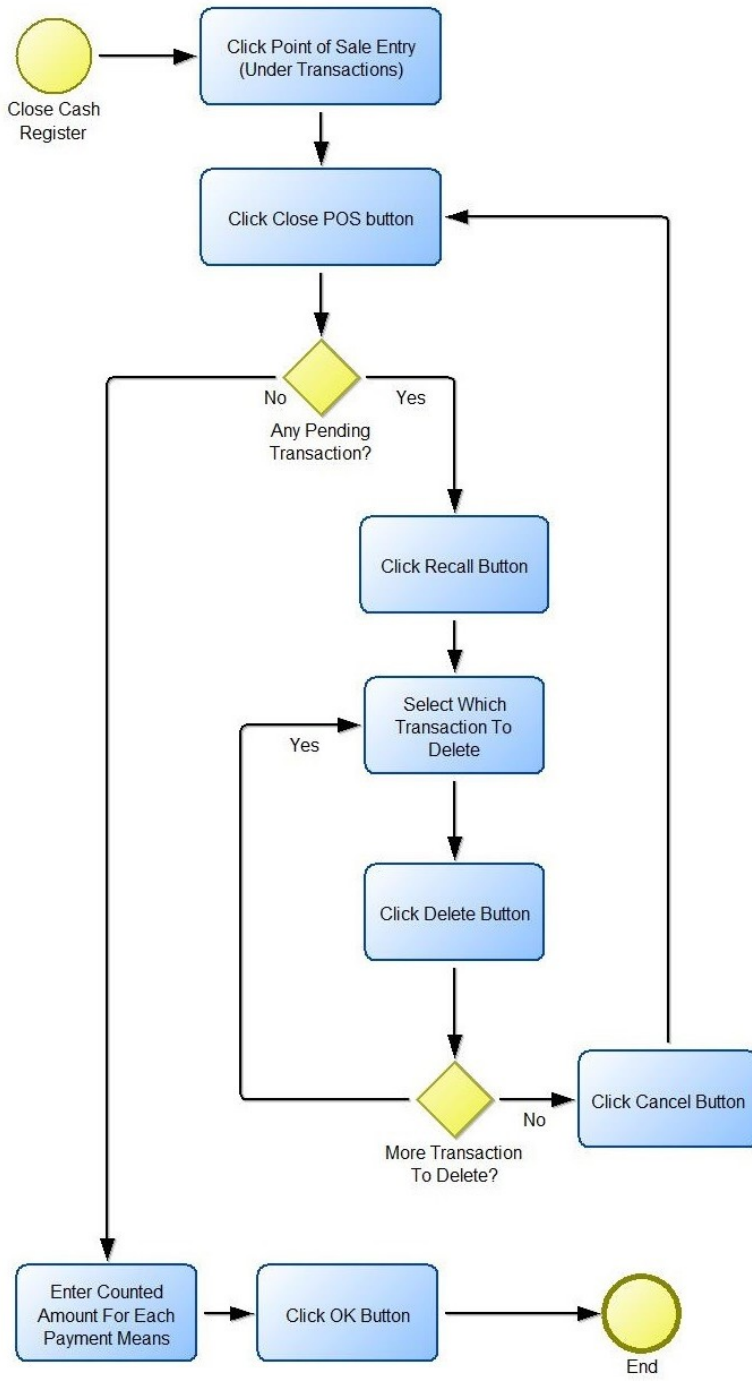 Click Point of Sale Entry
(Under Transactions)
Close Cash
Register
Click Close POS button
No
Yes
Any Pending
Transaction?
Click Recall Button
Select Which
Transaction To
Delete
Yes
Click Delete Button
More Transaction
To Delete?
No
Click Cancel Button
Enter Counted
Amount For Each
Payment Means
Click OK Button
End